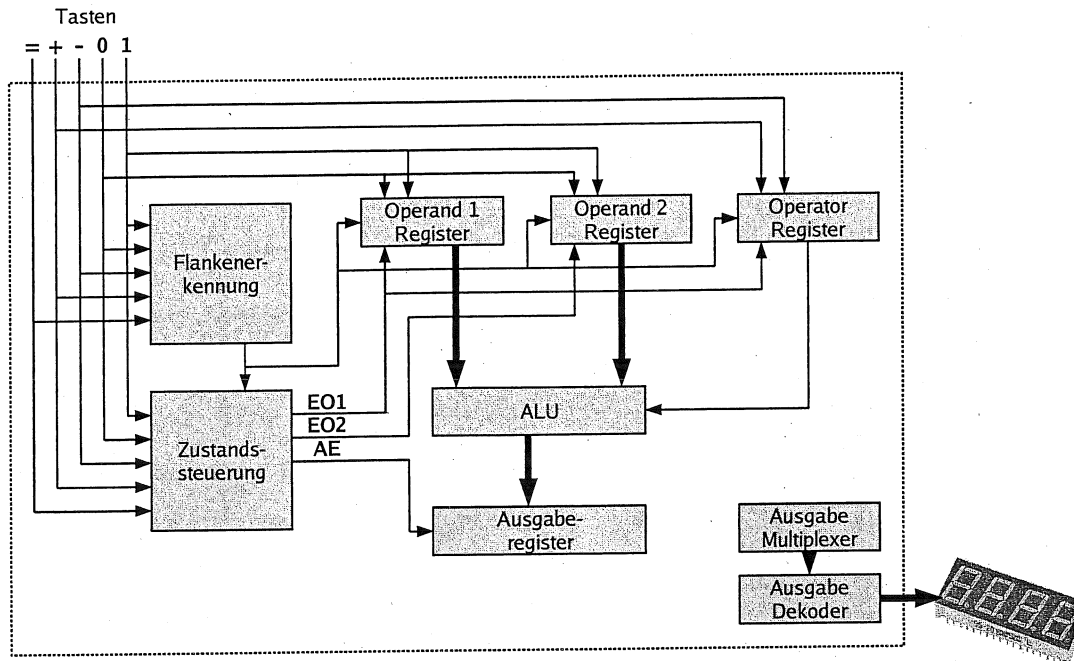 Tasten
= + - 0 1
Operand 1
Register
Operand 2
Register
Operator
Register
Flankener-
kennung
EO1
EO2
AE
ALU
Zustands-
steuerung
Ausgabe-
register
Ausgabe
Multiplexer
Ausgabe
Dekoder